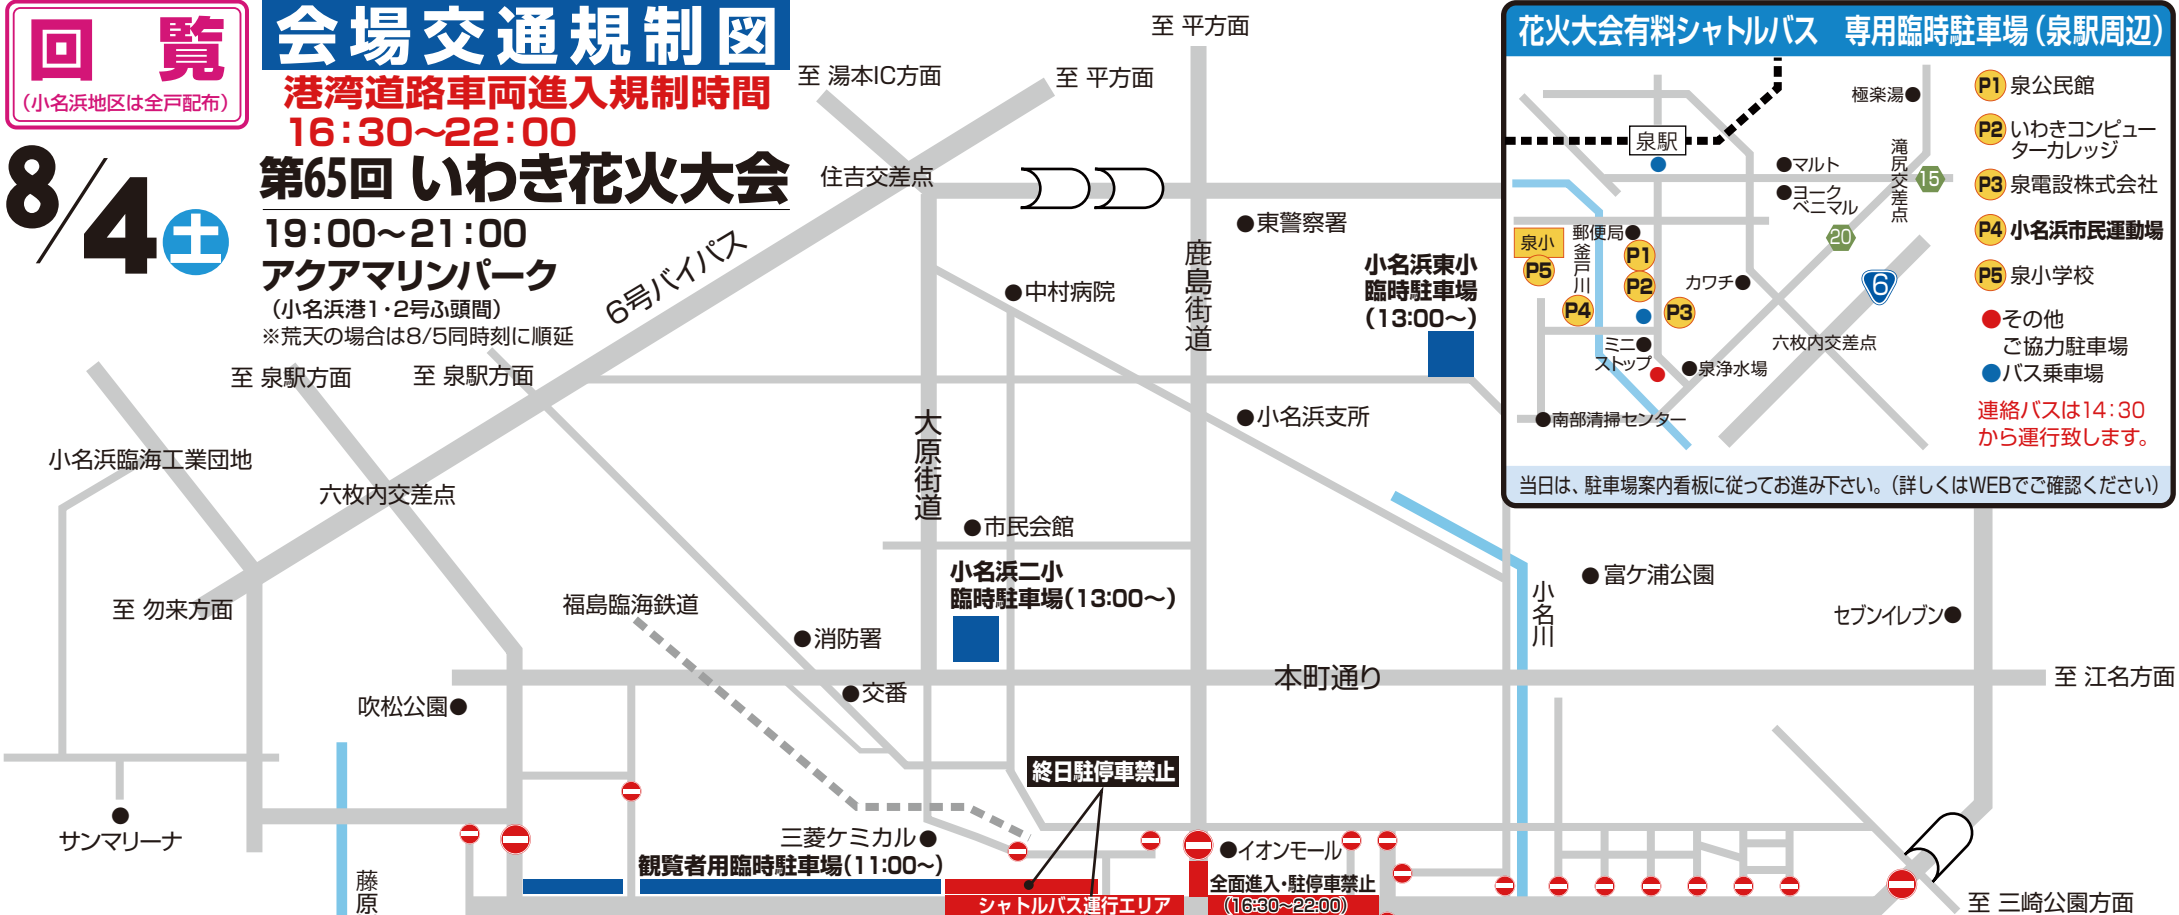 回覧
(小名浜地区は全戸配布)
会場交通規制図
港湾道路車両進入規制時間
16:30〜22:00
8/4土
第65回 いわき花火大会
19:00〜21:00
アクアマリンパーク
(小名浜港1・2号ふ頭間)
※荒天の場合は8/5同時刻に順延
至 平方面
至 湯本IC方面
至 平方面
住吉交差点
6号バイパス
鹿島街道
東警察署
中村病院
小名浜東小
臨時駐車場
(13:00〜)
至 泉駅方面
至 泉駅方面
大原街道
小名浜支所
小名浜臨海工業団地
六枚内交差点
市民会館
小名浜二小
臨時駐車場(13:00〜)
至 勿来方面
福島臨海鉄道
消防署
小名川
富ケ浦公園
セブンイレブン
本町通り
至 江名方面
吹松公園
交番
終日駐停車禁止
サンマリーナ
三菱ケミカル
観覧者用臨時駐車場(11:00〜)
イオンモール
全面進入・駐停車禁止
(16:30〜22:00)
シャトルバス運行エリア
藤原
至 三崎公園方面
花火大会有料シャトルバス 専用臨時駐車場(泉駅周辺)
極楽湯
泉駅
マルト
ヨーク
ベニマル
滝尻交差点
15
20
6
郵便局
泉小
P5
釜戸川
P1
P2
P4
P3
カワチ
ミニ
ストップ
泉浄水場
六枚内交差点
南部清掃センター
P1 泉公民館
P2 いわきコンピュー
ターカレッジ
P3 泉電設株式会社
P4 小名浜市民運動場
P5 泉小学校
その他
ご協力駐車場
バス乗車場
連絡バスは14:30
から運行致します。
当日は、駐車場案内看板に従ってお進み下さい。(詳しくはWEBでご確認ください)